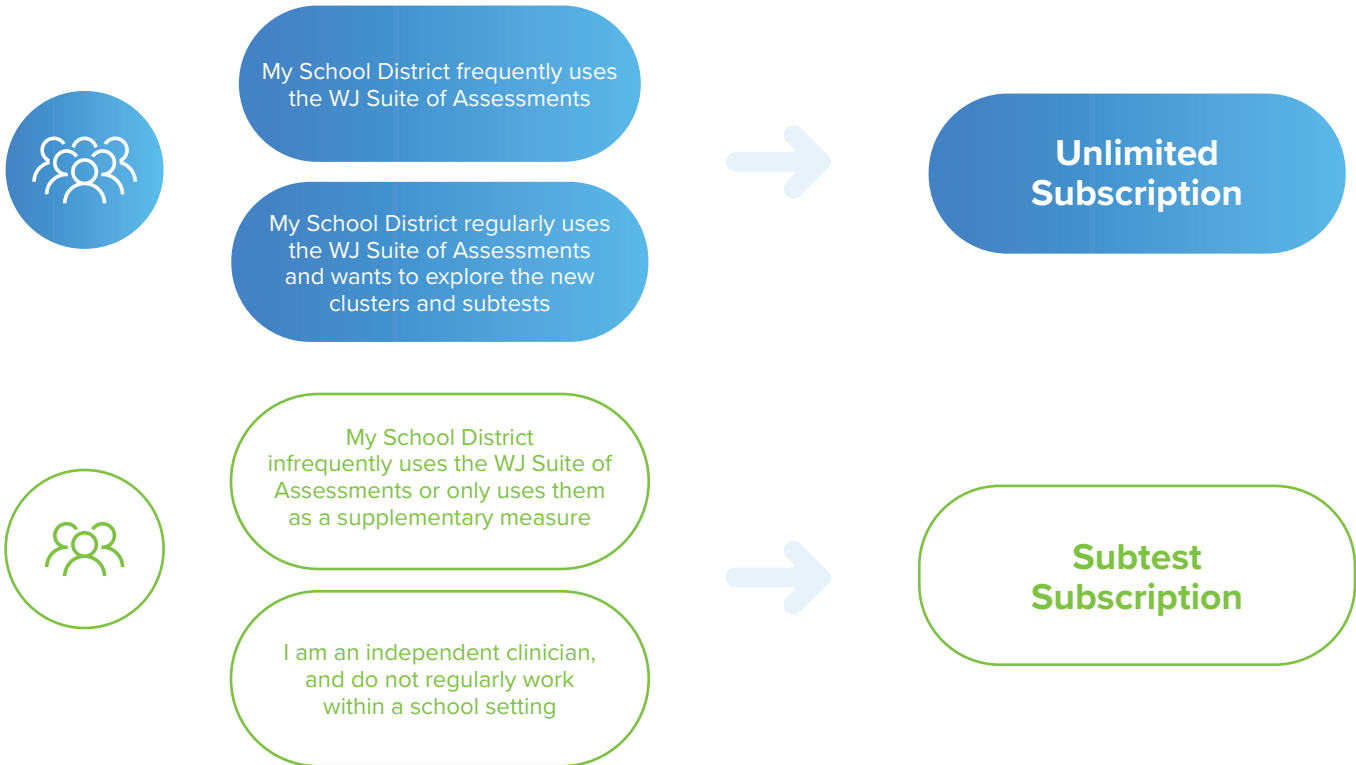 My School District frequently uses
the WJ Suite of Assessments
My School District regularly uses
the WJ Suite of Assessments
and wants to explore the new
clusters and subtests
Unlimited
Subscription
My School District
infrequently uses the WJ Suite of
Assessments or only uses them
as a supplementary measure
I am an independent clinician,
and do not regularly work
within a school setting
Subtest
Subscription